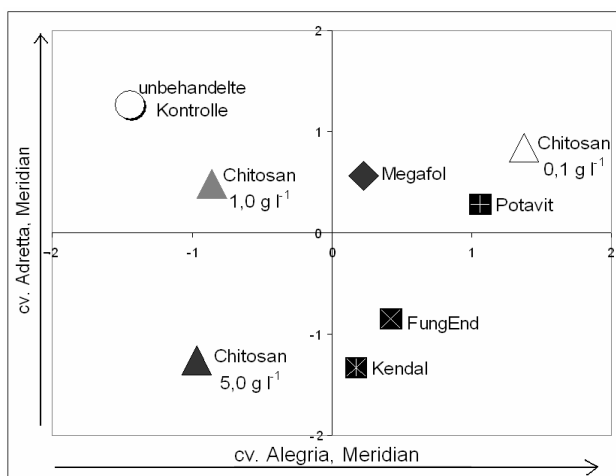 2
unbehandelte
Kontrolle
1
Chitosan
0,1 g l⁻¹
Chitosan
1,0 g l⁻¹
Megafol
Potavit
cv. Adretta, Meridian
0
-2
-1
0
1
2
FungEnd
-1
Chitosan
5,0 g l⁻¹
Kendal
-2
cv. Alegria, Meridian